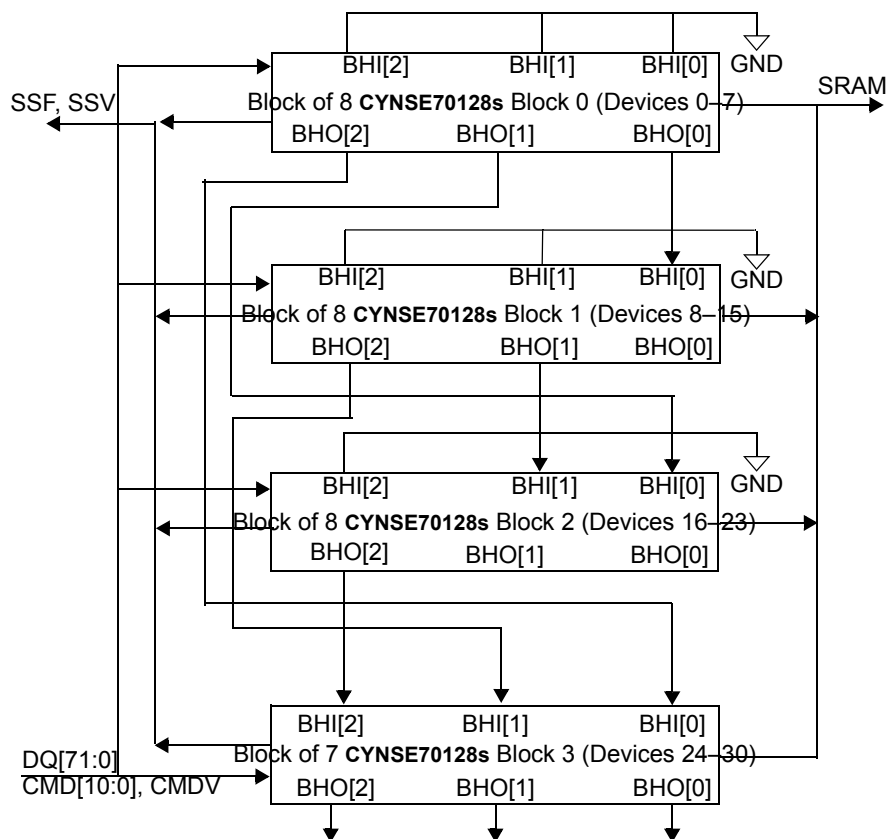 BHI[2] BHI[1] BHI[0] GND
SSF, SSV
SRAM
Block of 8 CYNSE70128s Block 0 (Devices 0–7)
BHO[2] BHO[1] BHO[0]
BHI[2] BHI[1] BHI[0] GND
Block of 8 CYNSE70128s Block 1 (Devices 8–15)
BHO[2] BHO[1] BHO[0]
BHI[2] BHI[1] BHI[0] GND
Block of 8 CYNSE70128s Block 2 (Devices 16–23)
BHO[2] BHO[1] BHO[0]
BHI[2] BHI[1] BHI[0]
DQ[71:0]
Block of 7 CYNSE70128s Block 3 (Devices 24–30)
CMD[10:0], CMDV
BHO[2] BHO[1] BHO[0]